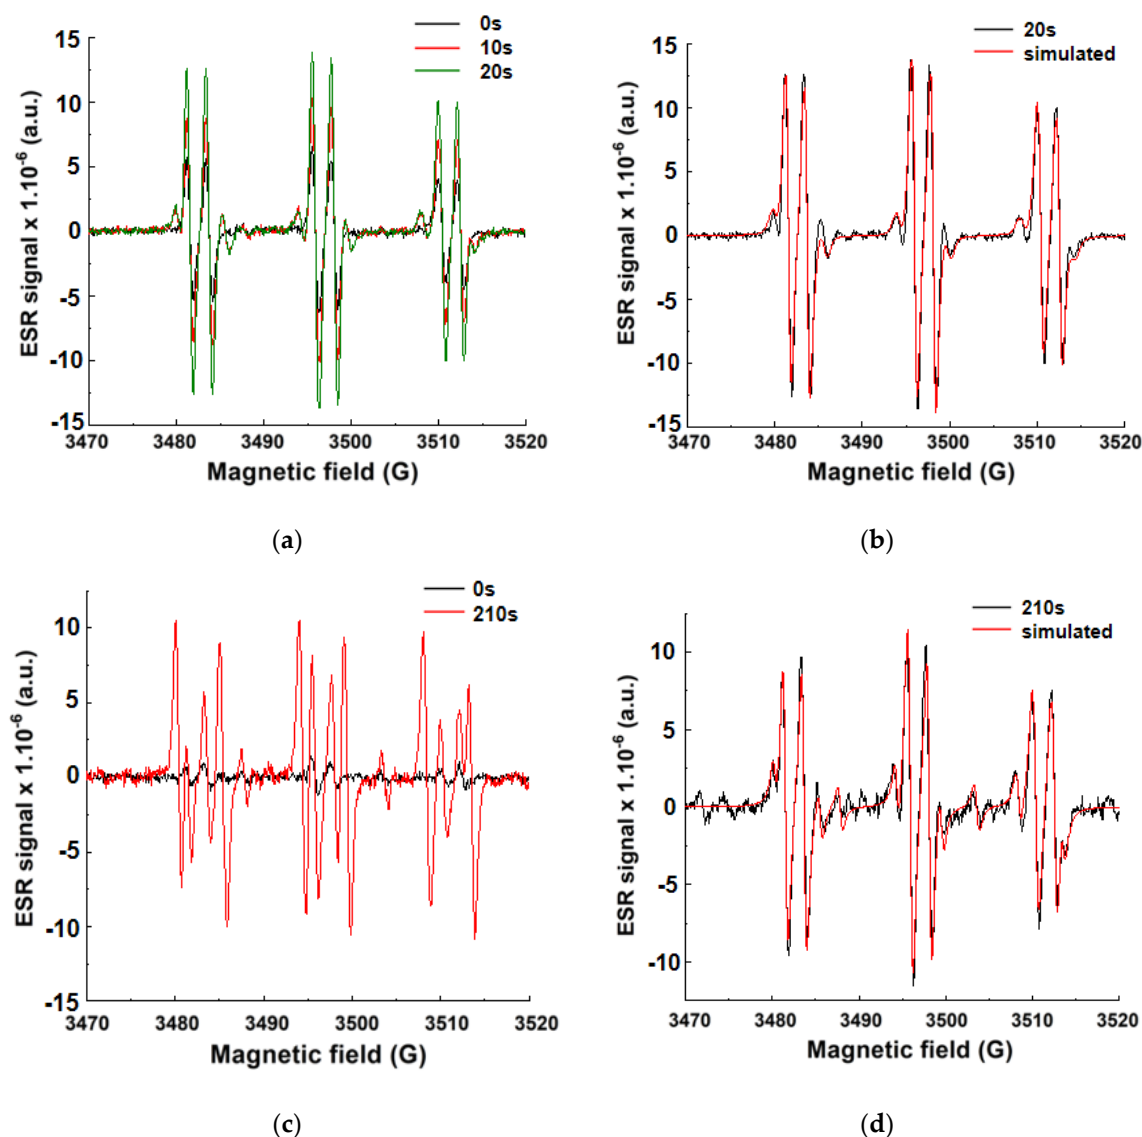 0s
10s
20s
15
10
5
0
-5
-10
-15
ESR signal x 1.10-6 (a.u.)
3470 3480 3490 3500 3510 3520
Magnetic field (G)
(a)
20s
simulated
15
10
5
0
-5
-10
-15
ESR signal x 1.10-6 (a.u.)
3470 3480 3490 3500 3510 3520
Magnetic field (G)
(b)
0s
210s
10
5
0
-5
-10
-15
ESR signal x 1.10-6 (a.u.)
3470 3480 3490 3500 3510 3520
Magnetic field (G)
(c)
210s
simulated
10
5
0
-5
-10
ESR signal x 1.10-6 (a.u.)
3470 3480 3490 3500 3510 3520
Magnetic field (G)
(d)